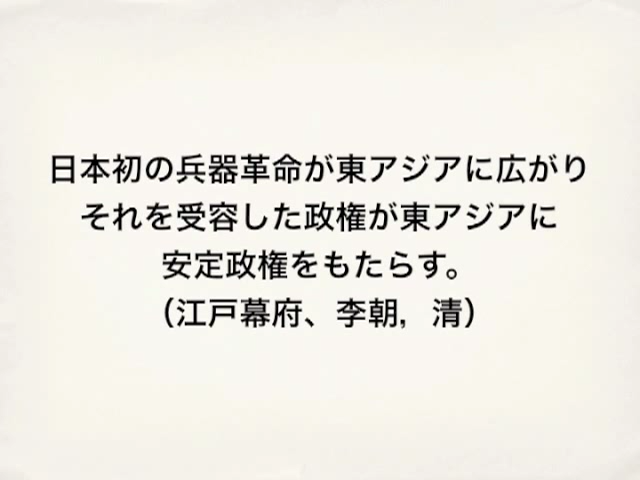 日本初の兵器革命が東アジアに広がり
それを受容した政権が東アジアに
安定政権をもたらす。
（江戸幕府、李朝，清）